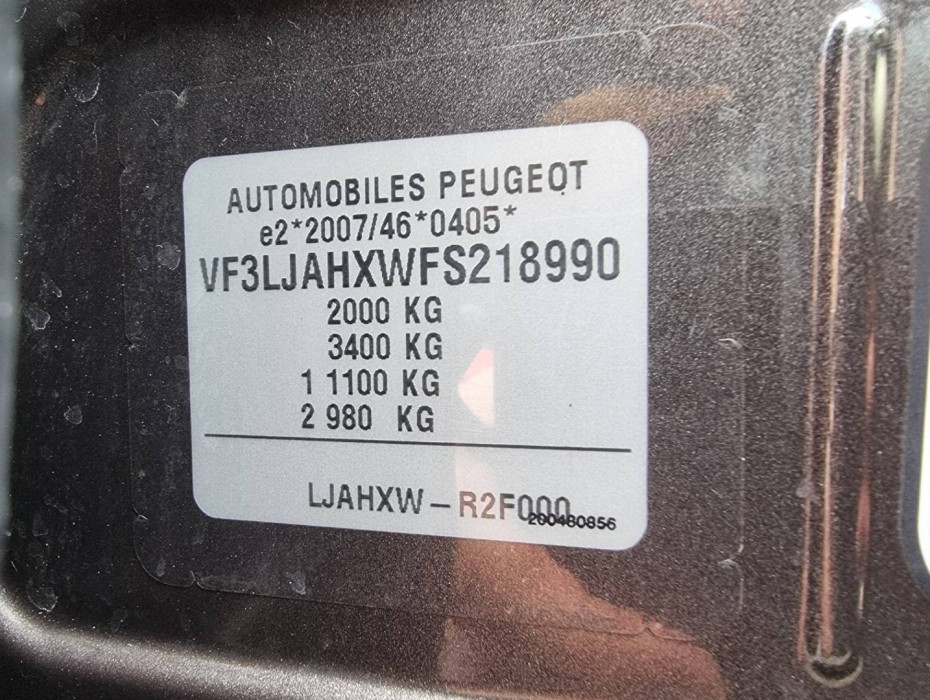 AUTOMOBILES PEUGEOT
e2*2007/46*0405*
VF3LJAHXWFS218990
2000 KG
3400 KG
1 1100 KG
2 980 KG
LJAHXW – R2F000
200480856